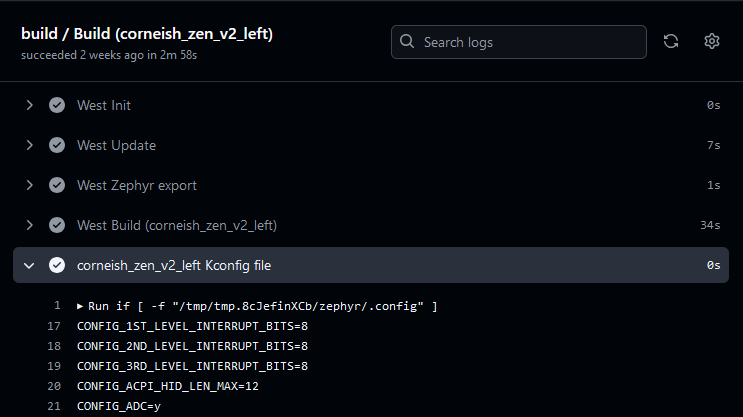 build / Build (corneish_zen_v2_left)
succeeded 2 weeks ago in 2m 58s
Search logs
West Init 0s
West Update 7s
West Zephyr export 1s
West Build (corneish_zen_v2_left) 34s
corneish_zen_v2_left Kconfig file 0s
1 Run if [ -f "/tmp/tmp.8cJefinXCb/zephyr/.config" ]
17 CONFIG_1ST_LEVEL_INTERRUPT_BITS=8
18 CONFIG_2ND_LEVEL_INTERRUPT_BITS=8
19 CONFIG_3RD_LEVEL_INTERRUPT_BITS=8
20 CONFIG_ACPI_HID_LEN_MAX=12
21 CONFIG_ADC=y